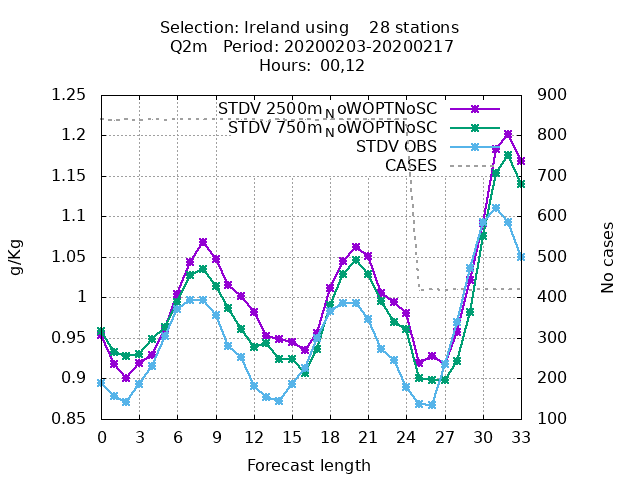 Selection: Ireland using    28 stations
Q2m   Period: 20200203-20200217
Hours: 00,12
STDV 2500m_NoWOPTNoSC
STDV 750m_NoWOPTNoSC
STDV OBS
CASES
1.25
1.2
1.15
1.1
1.05
1
0.95
0.9
0.85
g/Kg
900
800
700
600
500
400
300
200
100
No cases
0 3 6 9 12 15 18 21 24 27 30 33
Forecast length